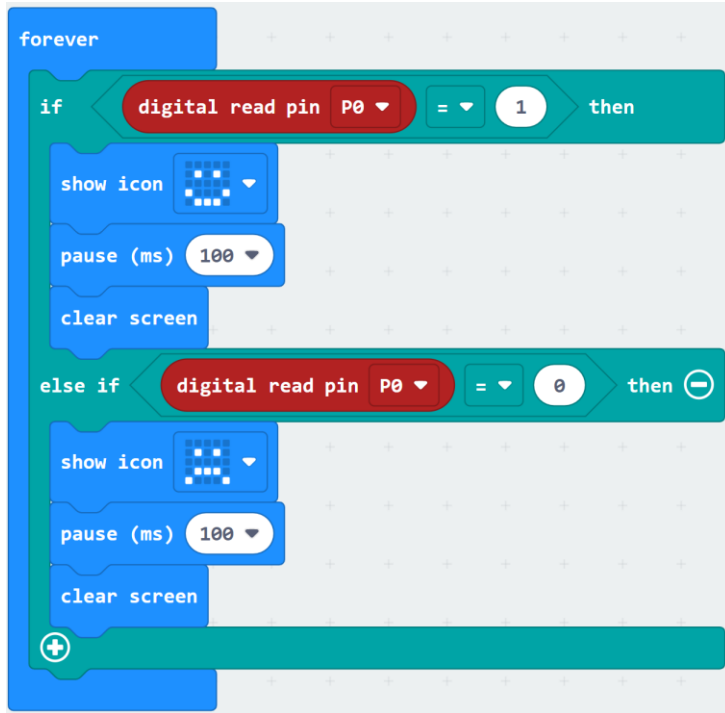 forever
if digital read pin P0 = 1 then
show icon
pause (ms) 100
clear screen
else if digital read pin P0 = 0 then
show icon
pause (ms) 100
clear screen